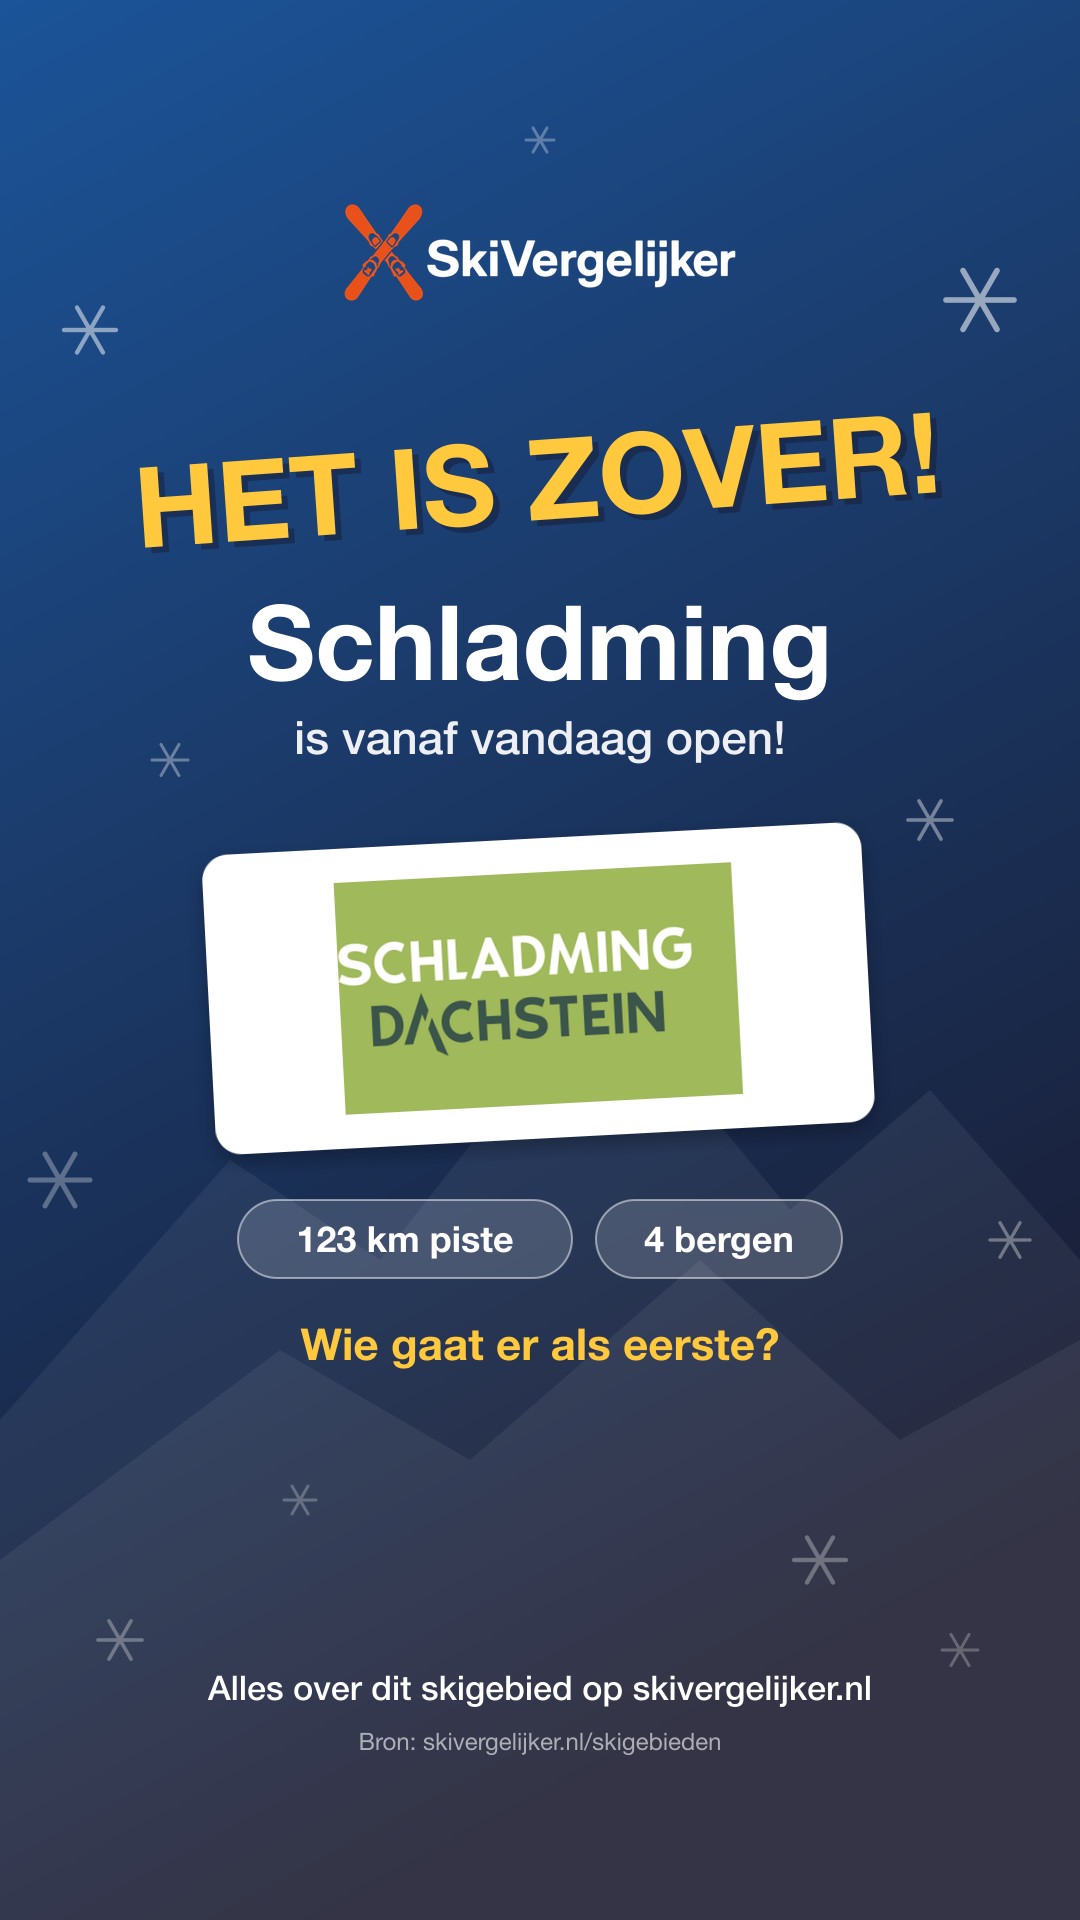 SkiVergelijker
HET IS ZOVER!
Schladming
is vanaf vandaag open!
SCHLADMING
DACHSTEIN
123 km piste
4 bergen
Wie gaat er als eerste?
Alles over dit skigebied op skivergelijker.nl
Bron: skivergelijker.nl/skigebieden